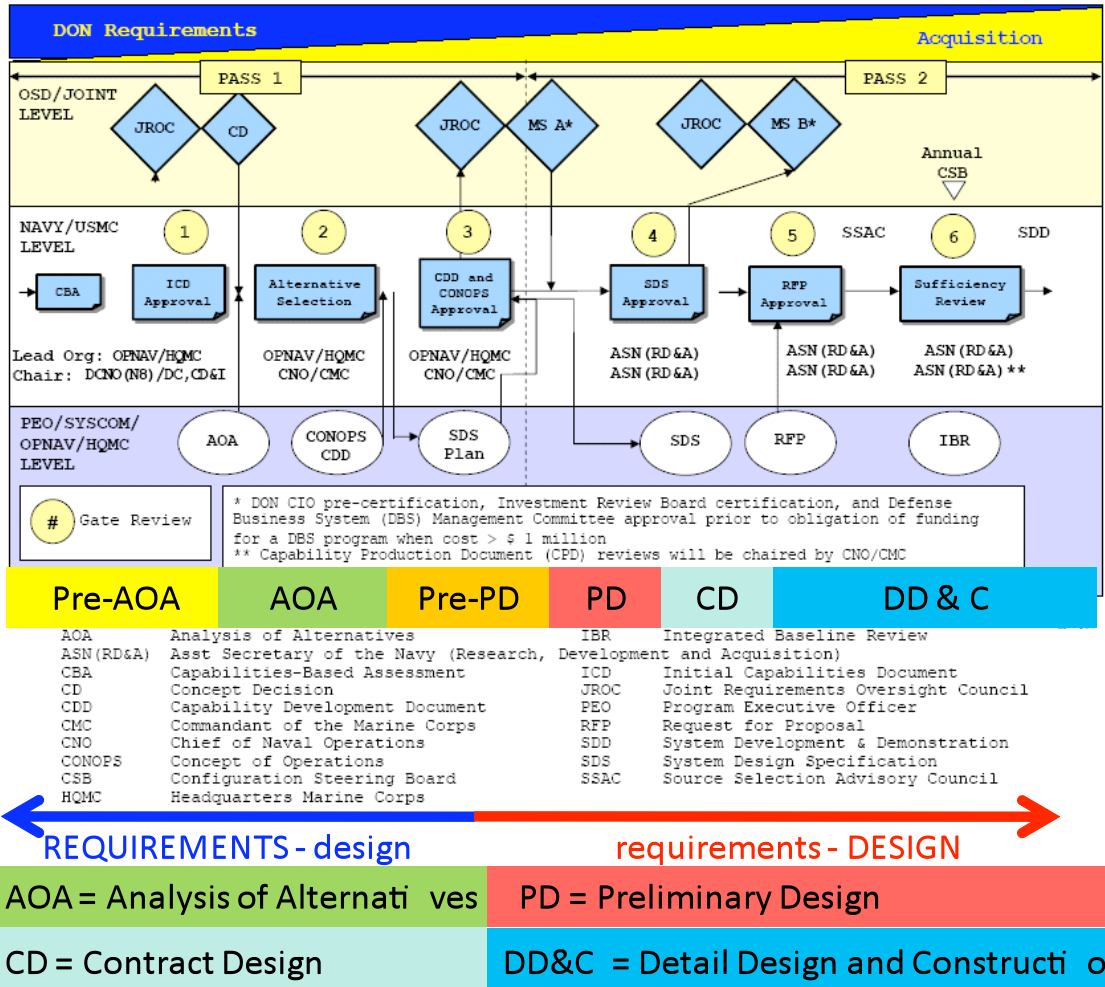 DON Requirements
Acquisition
PASS 1
PASS 2
OSD/JOINT
LEVEL
JROC
CD
JROC
MS A*
JROC
MS B*
Annual
CSB
NAVY/USMC
LEVEL
1
2
3
4
5
SSAC
6
SDD
CBA
ICD
Approval
Alternative
Selection
CDD and
CONOPS
Approval
SDS
Approval
RFP
Approval
Sufficiency
Review
Lead Org: OPNAV/HQMC
Chair: DCNO(N8)/DC,CD&I
OPNAV/HQMC
CNO/CMC
OPNAV/HQMC
CNO/CMC
ASN(RD&A)
ASN(RD&A)
ASN(RD&A)
ASN(RD&A)
ASN(RD&A)
ASN(RD&A)**
PEO/SYSCOM/
OPNAV/HQMC
LEVEL
AOA
CONOPS
CDD
SDS
Plan
SDS
RFP
IBR
# Gate Review
* DON CIO pre-certification, Investment Review Board certification, and Defense
Business System (DBS) Management Committee approval prior to obligation of funding
for a DBS program when cost > $ 1 million
** Capability Production Document (CPD) reviews will be chaired by CNO/CMC
Pre-AOA AOA Pre-PD PD CD DD & C
AOA Analysis of Alternatives
IBR Integrated Baseline Review
ASN(RD&A) Asst Secretary of the Navy (Research, Development and Acquisition)
CBA Capabilities-Based Assessment
ICD Initial Capabilities Document
CD Concept Decision
JROC Joint Requirements Oversight Council
CDD Capability Development Document
PEO Program Executive Officer
CMC Commandant of the Marine Corps
RFP Request for Proposal
CNO Chief of Naval Operations
SDD System Development & Demonstration
CONOPS Concept of Operations
SDS System Design Specification
CSB Configuration Steering Board
SSAC Source Selection Advisory Council
HQMC Headquarters Marine Corps
REQUIREMENTS - design
requirements - DESIGN
AOA = Analysis of Alternati ves
PD = Preliminary Design
CD = Contract Design
DD&C = Detail Design and Constructi o